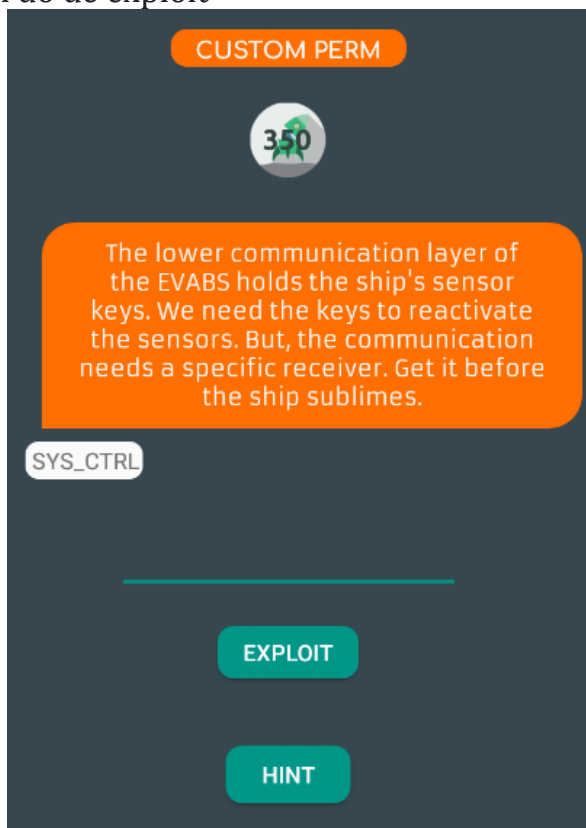 CUSTOM PERM
350
The lower communication layer of
the EVABS holds the ship's sensor
keys. We need the keys to reactivate
the sensors. But, the communication
needs a specific receiver. Get it before
the ship sublimes.
SYS_CTRL
EXPLOIT
HINT